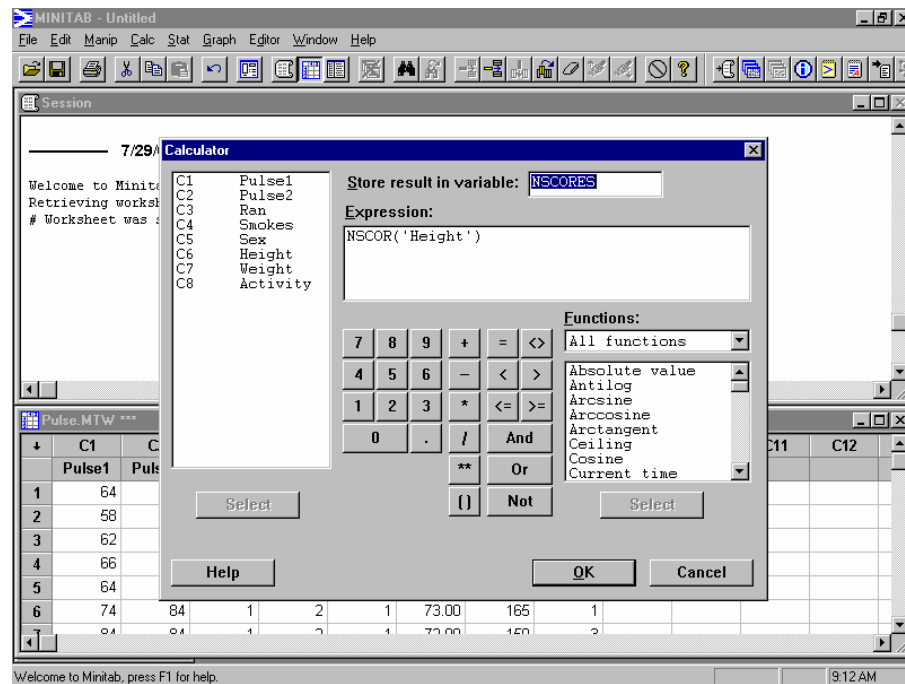 MINITAB - Untitled
File Edit Manip Calc Stat Graph Editor Window Help
Session
7/29/
Welcome to Minita
Retrieving worksh
# Worksheet was s
Calculator
C1 Pulse1
C2 Pulse2
C3 Ran
C4 Smokes
C5 Sex
C6 Height
C7 Weight
C8 Activity
Select
Help
Store result in variable: NSCORES
Expression:
NSCOR('Height')
7 8 9 + = <>
4 5 6 - < >
1 2 3 * <= >=
0 . / And
** Or
() Not
Functions:
All functions
Absolute value
Antilog
Arcsine
Arccosine
Arctangent
Ceiling
Cosine
Current time
Select
OK Cancel
Pulse.MTW ***
C1 C C11 C12
Pulse1 Puls
1 64
2 58
3 62
4 66
5 64
6 74 84 1 2 1 73.00 165 1
Welcome to Minitab, press F1 for help. 9:12 AM